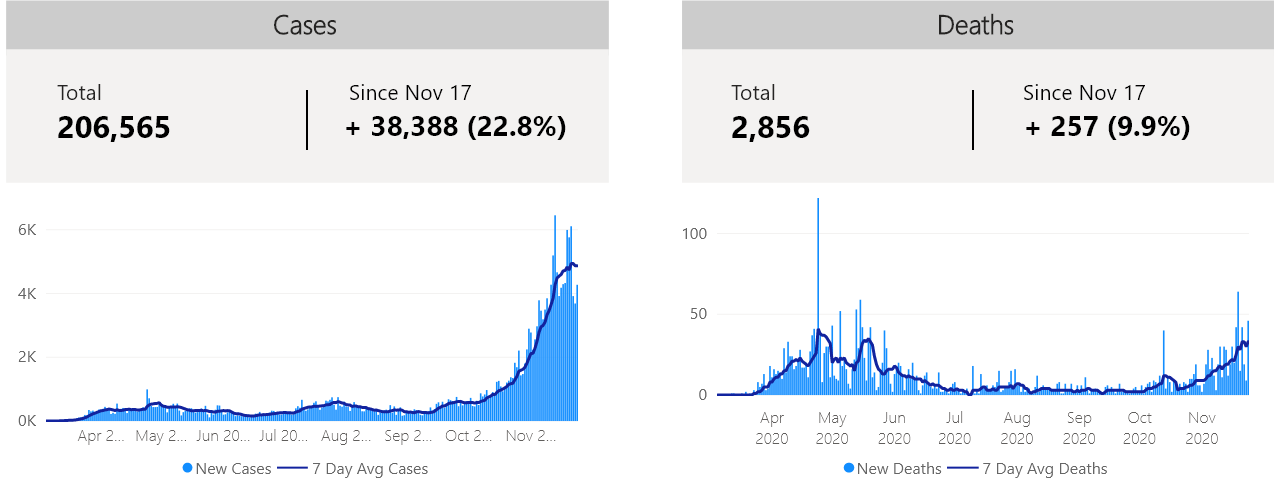 Cases
Total
206,565
Since Nov 17
+ 38,388 (22.8%)
6K
4K
2K
0K
Apr 2... May 2... Jun 20... Jul 20... Aug 2... Sep 2... Oct 2... Nov 2...
New Cases 7 Day Avg Cases
Deaths
Total
2,856
Since Nov 17
+ 257 (9.9%)
100
50
0
Apr May Jun Jul Aug Sep Oct Nov
2020 2020 2020 2020 2020 2020 2020 2020
New Deaths 7 Day Avg Deaths